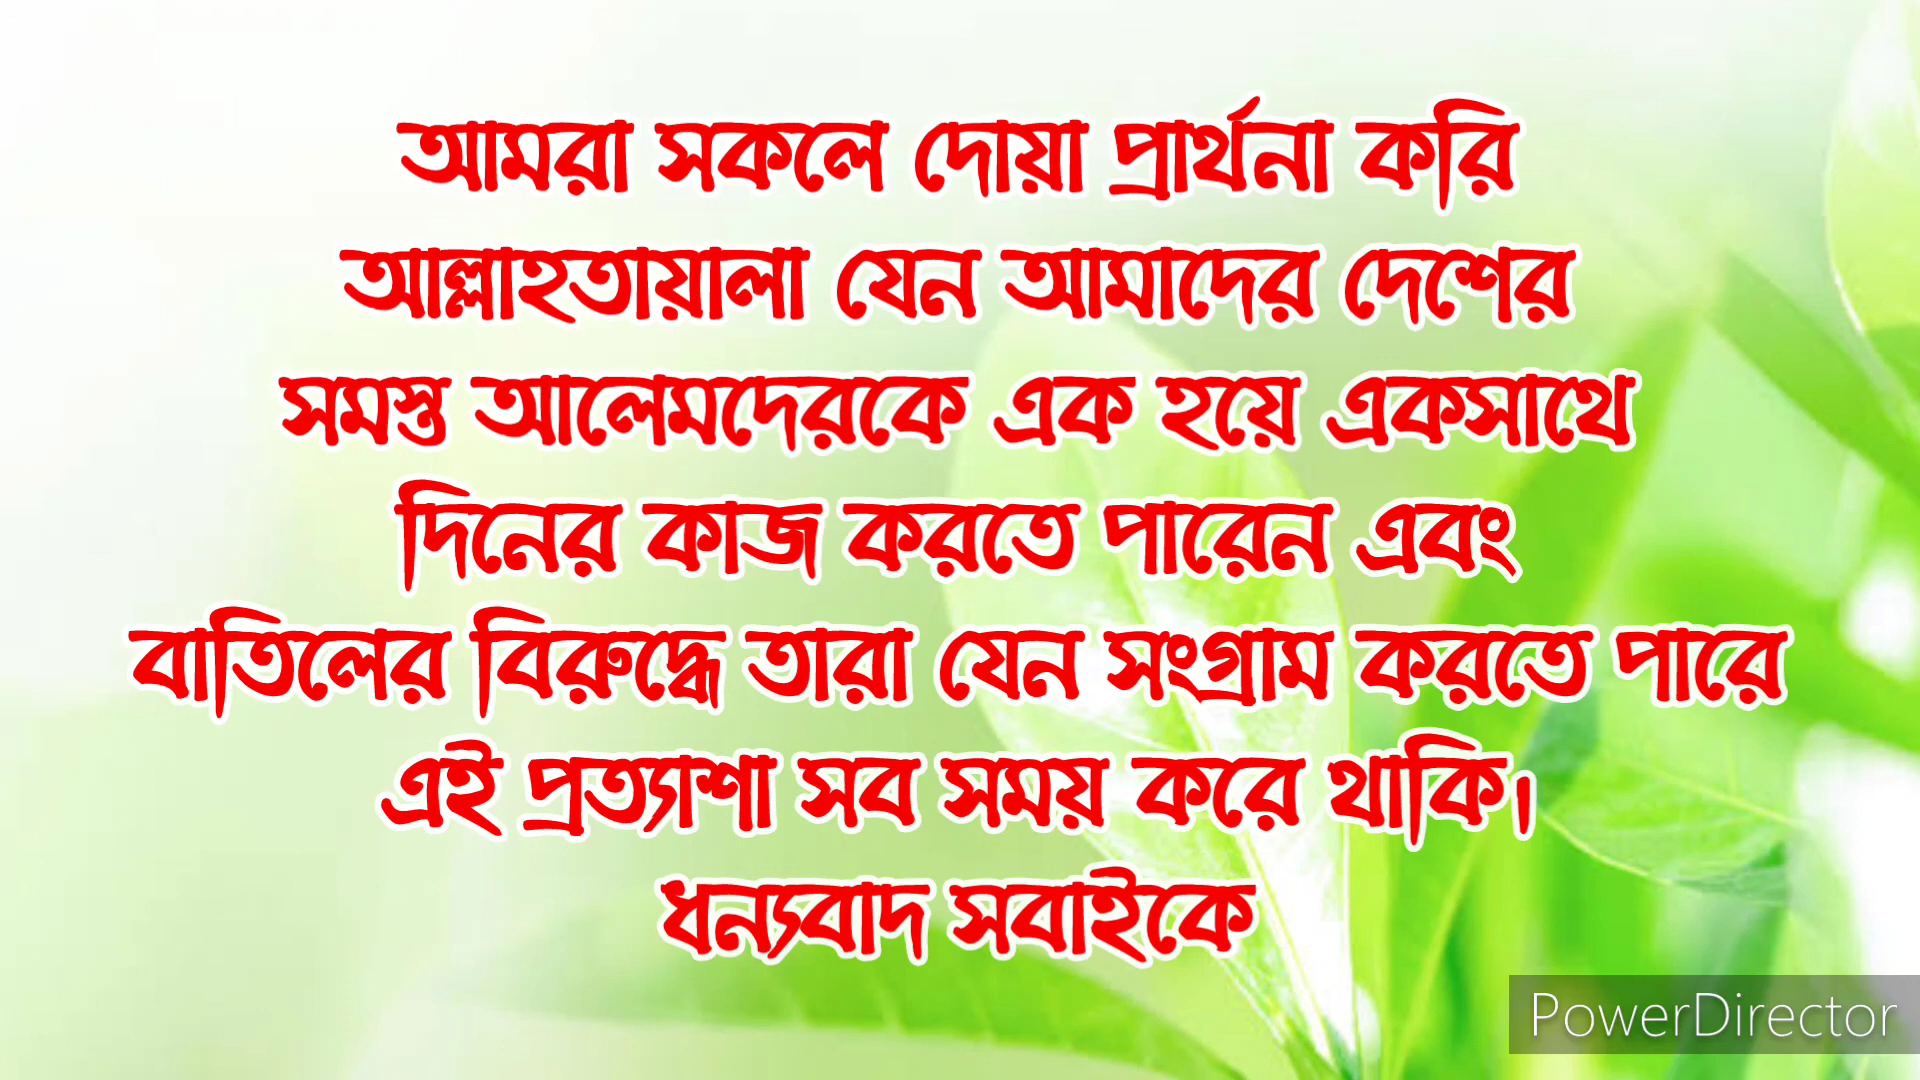 আমরা সকলে দোয়া প্রার্থনা করি
আল্লাহতায়ালা যেন আমাদের দেশের
সমস্ত আলেমদেরকে এক হয়ে একসাথে
দিনের কাজ করতে পারেন এবং
বাতিলের বিরুদ্ধে তারা যেন সংগ্রাম করতে পারে
এই প্রত্যাশা সব সময় করে থাকি।
ধন্যবাদ সবাইকে
PowerDirector